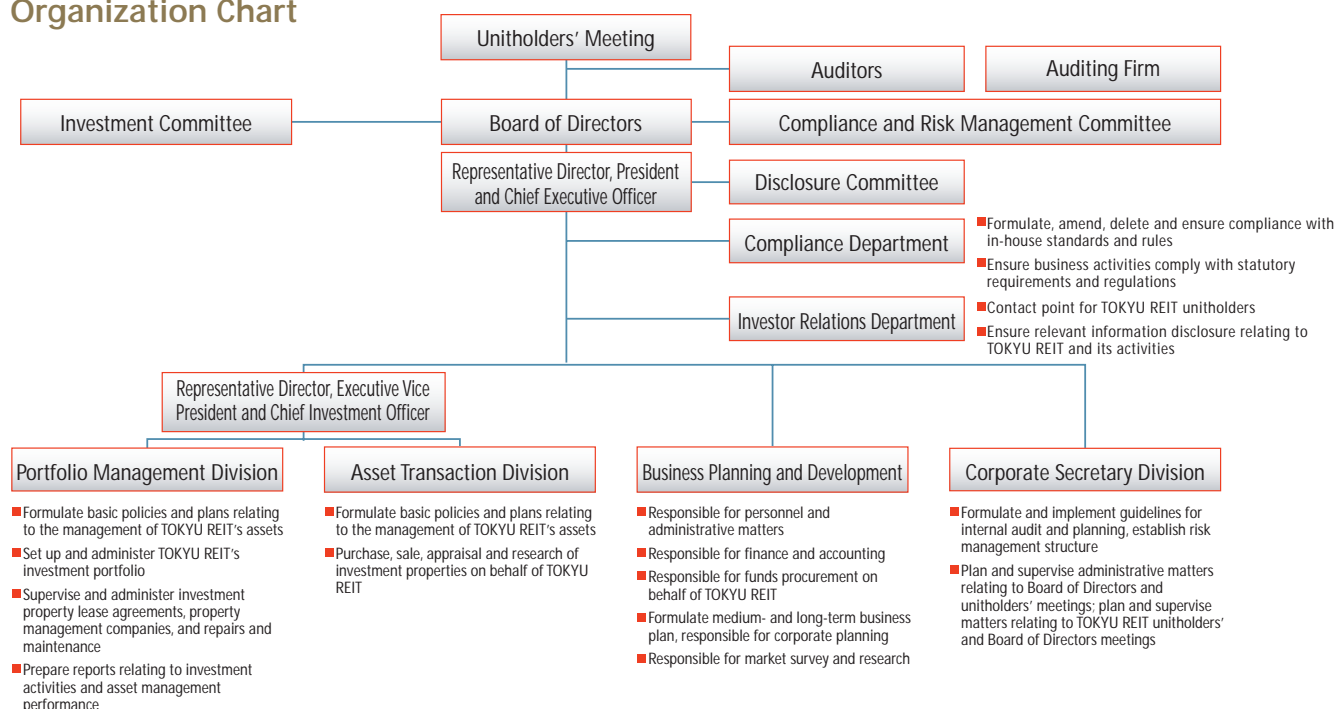 Organization Chart
Unitholders' Meeting
Auditors
Auditing Firm
Investment Committee
Board of Directors
Compliance and Risk Management Committee
Representative Director, President
and Chief Executive Officer
Disclosure Committee
Compliance Department
Formulate, amend, delete and ensure compliance with
in-house standards and rules
Ensure business activities comply with statutory
requirements and regulations
Investor Relations Department
Contact point for TOKYU REIT unitholders
Ensure relevant information disclosure relating to
TOKYU REIT and its activities
Representative Director, Executive Vice
President and Chief Investment Officer
Portfolio Management Division
Formulate basic policies and plans relating
to the management of TOKYU REIT's assets
Set up and administer TOKYU REIT's
investment portfolio
Supervise and administer investment
property lease agreements, property
management companies, and repairs and
maintenance
Prepare reports relating to investment
activities and asset management
performance
Asset Transaction Division
Formulate basic policies and plans relating
to the management of TOKYU REIT's assets
Purchase, sale, appraisal and research of
investment properties on behalf of TOKYU
REIT
Business Planning and Development
Responsible for personnel and
administrative matters
Responsible for finance and accounting
Responsible for funds procurement on
behalf of TOKYU REIT
Formulate medium- and long-term business
plan, responsible for corporate planning
Responsible for market survey and research
Corporate Secretary Division
Formulate and implement guidelines for
internal audit and planning, establish risk
management structure
Plan and supervise administrative matters
relating to Board of Directors and
unitholders' meetings; plan and supervise
matters relating to TOKYU REIT unitholders'
and Board of Directors meetings